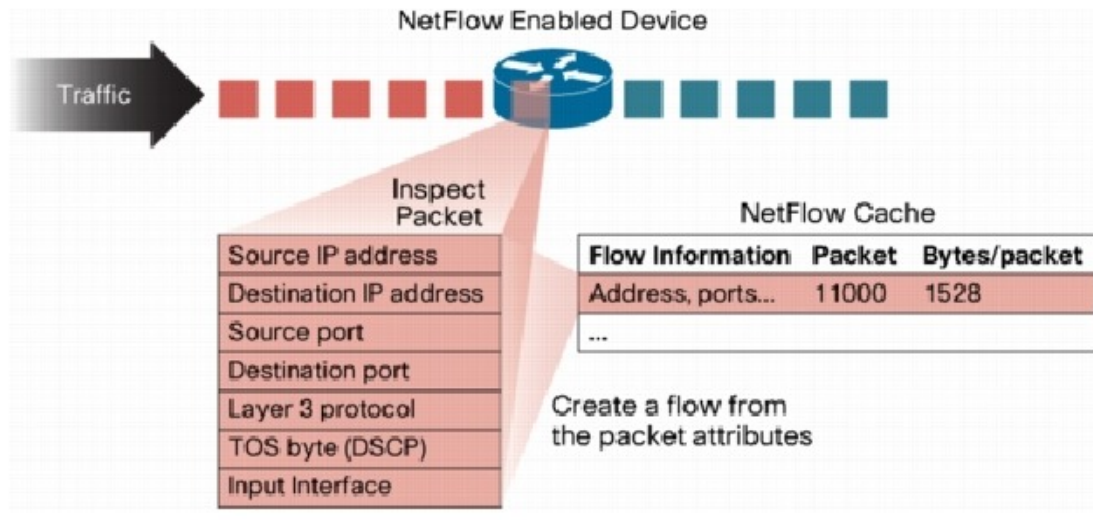 NetFlow Enabled Device
Traffic
Inspect
Packet
Source IP address
Destination IP address
Source port
Destination port
Layer 3 protocol
TOS byte (DSCP)
Input Interface
NetFlow Cache
Flow Information Packet Bytes/packet
Address, ports... 11000 1528
...
Create a flow from
the packet attributes